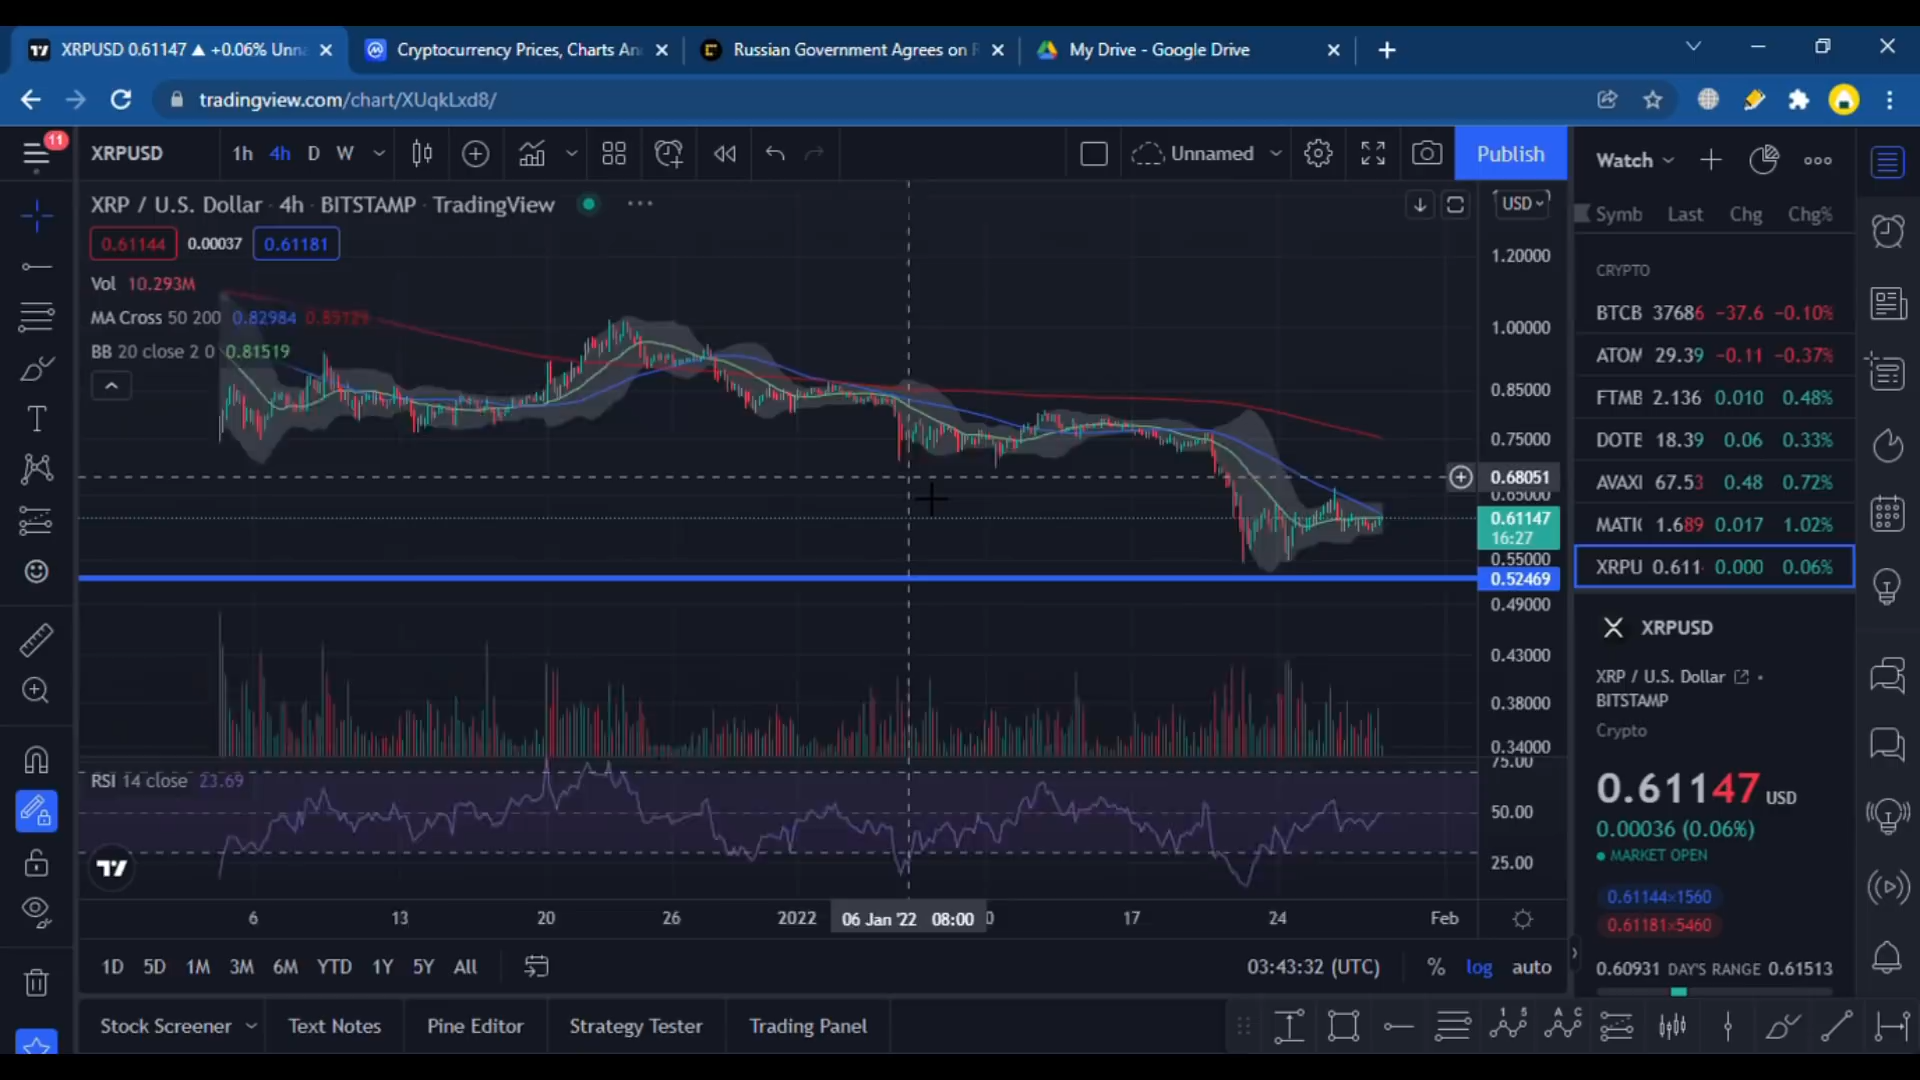 XRPUSD 0.61147 ▲ +0.06% Unn
Cryptocurrency Prices, Charts An
Russian Government Agrees on
My Drive - Google Drive
tradingview.com/chart/XUqkLxd8/
11
XRPUSD
1h 4h D W
Unnamed
Publish
Watch
XRP / U.S. Dollar · 4h · BITSTAMP · TradingView
USD
Symb Last Chg Chg%
0.61144 0.00037 0.61181
Vol 10.293M
MA Cross 50 200 0.82984
BB 20 close 2 0 0.81519
1.20000
1.00000
0.85000
0.75000
0.68051
0.65000
0.61147
16:27
0.55000
0.52469
0.49000
0.43000
0.38000
0.34000
75.00
50.00
25.00
RSI 14 close 23.69
CRYPTO
BTCB 37686 -37.6 -0.10%
ATOM 29.39 -0.11 -0.37%
FTMB 2.136 0.010 0.48%
DOTE 18.39 0.06 0.33%
AVAXI 67.53 0.48 0.72%
MATIC 1.689 0.017 1.02%
XRPU 0.611 0.000 0.06%
XRPUSD
XRP / U.S. Dollar
BITSTAMP
Crypto
0.61147 USD
0.00036 (0.06%)
MARKET OPEN
0.61144×1560
0.61181×5460
0.60931 DAY'S RANGE 0.61513
6 13 20 26 2022 06 Jan '22 08:00 0 17 24 Feb
1D 5D 1M 3M 6M YTD 1Y 5Y All
03:43:32 (UTC) % log auto
Stock Screener Text Notes Pine Editor Strategy Tester Trading Panel